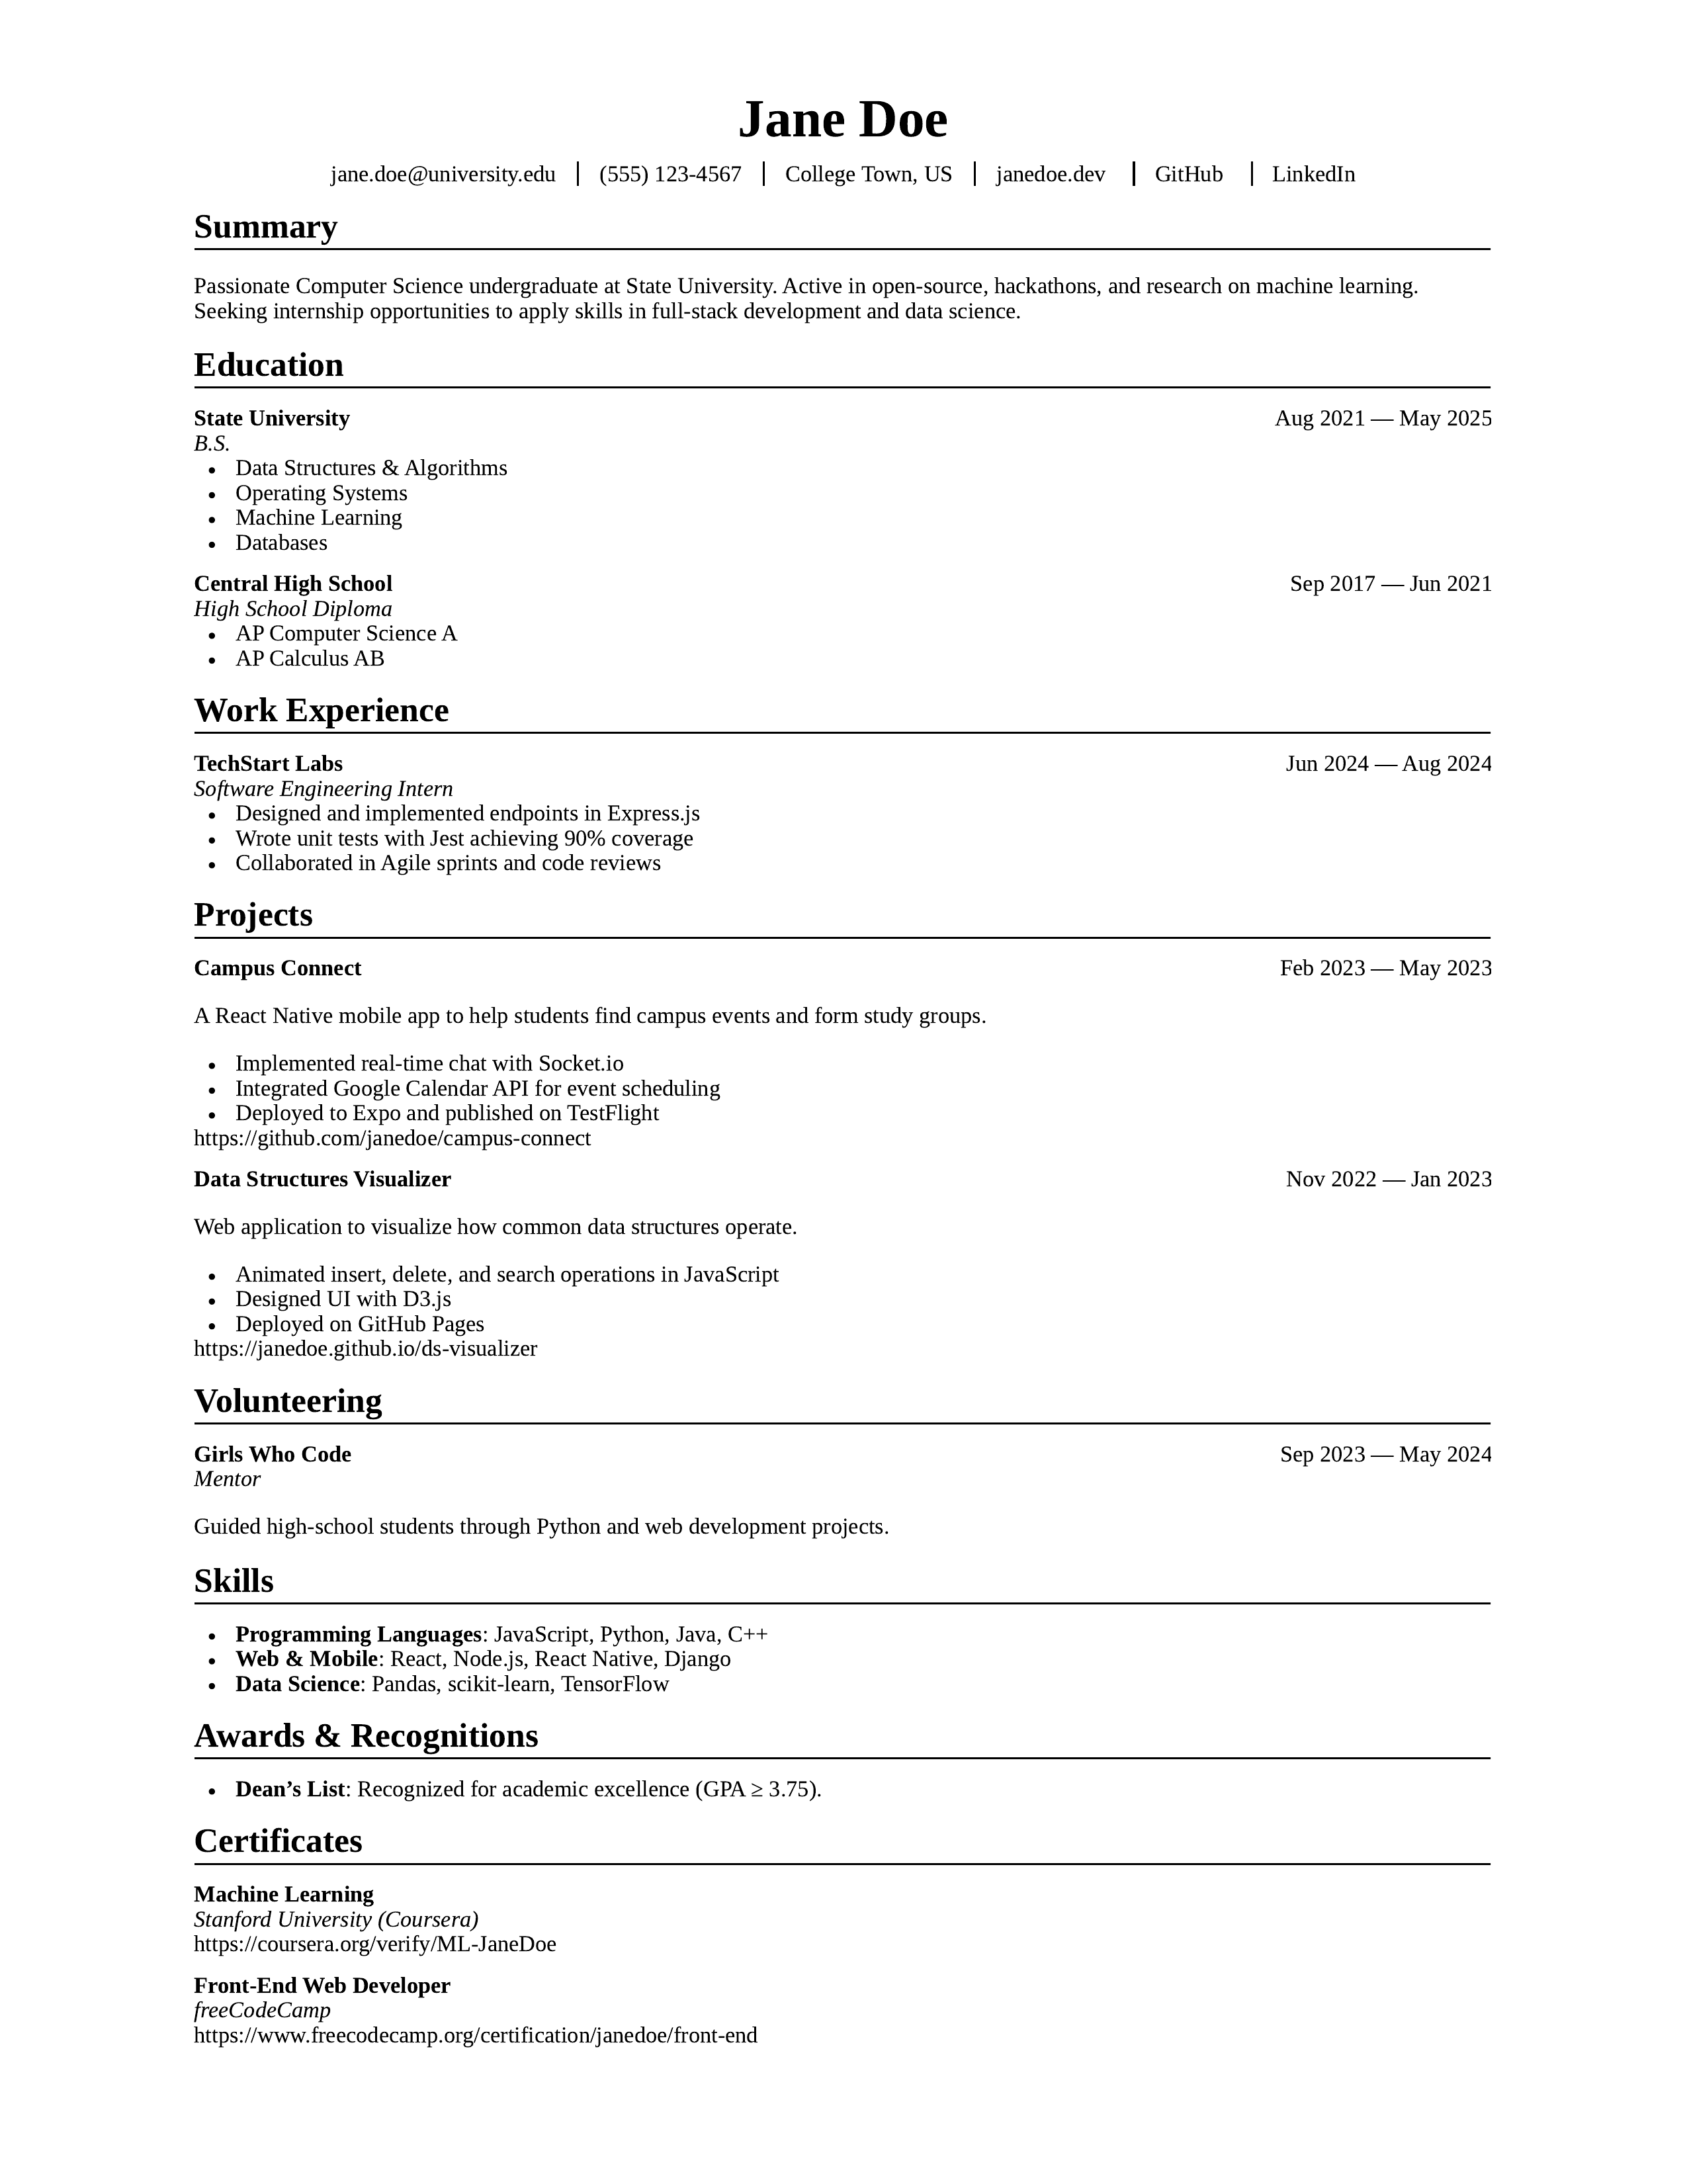 Jane Doe
jane.doe@university.edu | (555) 123-4567 | College Town, US | janedoe.dev | GitHub | LinkedIn
Summary
Passionate Computer Science undergraduate at State University. Active in open-source, hackathons, and research on machine learning.
Seeking internship opportunities to apply skills in full-stack development and data science.
Education
State University Aug 2021 — May 2025
B.S.
• Data Structures & Algorithms
• Operating Systems
• Machine Learning
• Databases
Central High School Sep 2017 — Jun 2021
High School Diploma
• AP Computer Science A
• AP Calculus AB
Work Experience
TechStart Labs Jun 2024 — Aug 2024
Software Engineering Intern
• Designed and implemented endpoints in Express.js
• Wrote unit tests with Jest achieving 90% coverage
• Collaborated in Agile sprints and code reviews
Projects
Campus Connect Feb 2023 — May 2023
A React Native mobile app to help students find campus events and form study groups.
• Implemented real-time chat with Socket.io
• Integrated Google Calendar API for event scheduling
• Deployed to Expo and published on TestFlight
https://github.com/janedoe/campus-connect
Data Structures Visualizer Nov 2022 — Jan 2023
Web application to visualize how common data structures operate.
• Animated insert, delete, and search operations in JavaScript
• Designed UI with D3.js
• Deployed on GitHub Pages
https://janedoe.github.io/ds-visualizer
Volunteering
Girls Who Code Sep 2023 — May 2024
Mentor
Guided high-school students through Python and web development projects.
Skills
• Programming Languages: JavaScript, Python, Java, C++
• Web & Mobile: React, Node.js, React Native, Django
• Data Science: Pandas, scikit-learn, TensorFlow
Awards & Recognitions
• Dean’s List: Recognized for academic excellence (GPA ≥ 3.75).
Certificates
Machine Learning
Stanford University (Coursera)
https://coursera.org/verify/ML-JaneDoe
Front-End Web Developer
freeCodeCamp
https://www.freecodecamp.org/certification/janedoe/front-end